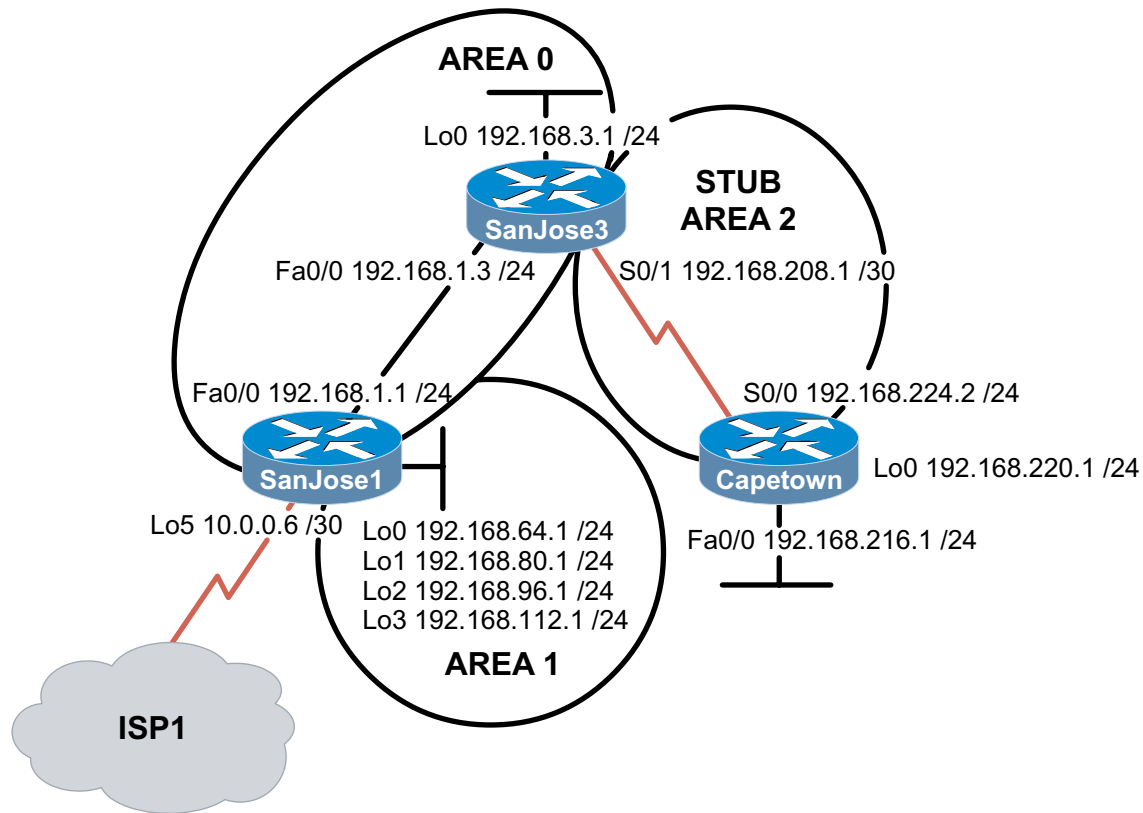 AREA 0
Lo0 192.168.3.1 /24
STUB
AREA 2
SanJose3
Fa0/0 192.168.1.3 /24
S0/1 192.168.208.1 /30
Fa0/0 192.168.1.1 /24
S0/0 192.168.224.2 /24
SanJose1
Capetown
Lo0 192.168.220.1 /24
Lo5 10.0.0.6 /30
Lo0 192.168.64.1 /24
Lo1 192.168.80.1 /24
Lo2 192.168.96.1 /24
Lo3 192.168.112.1 /24
Fa0/0 192.168.216.1 /24
AREA 1
ISP1